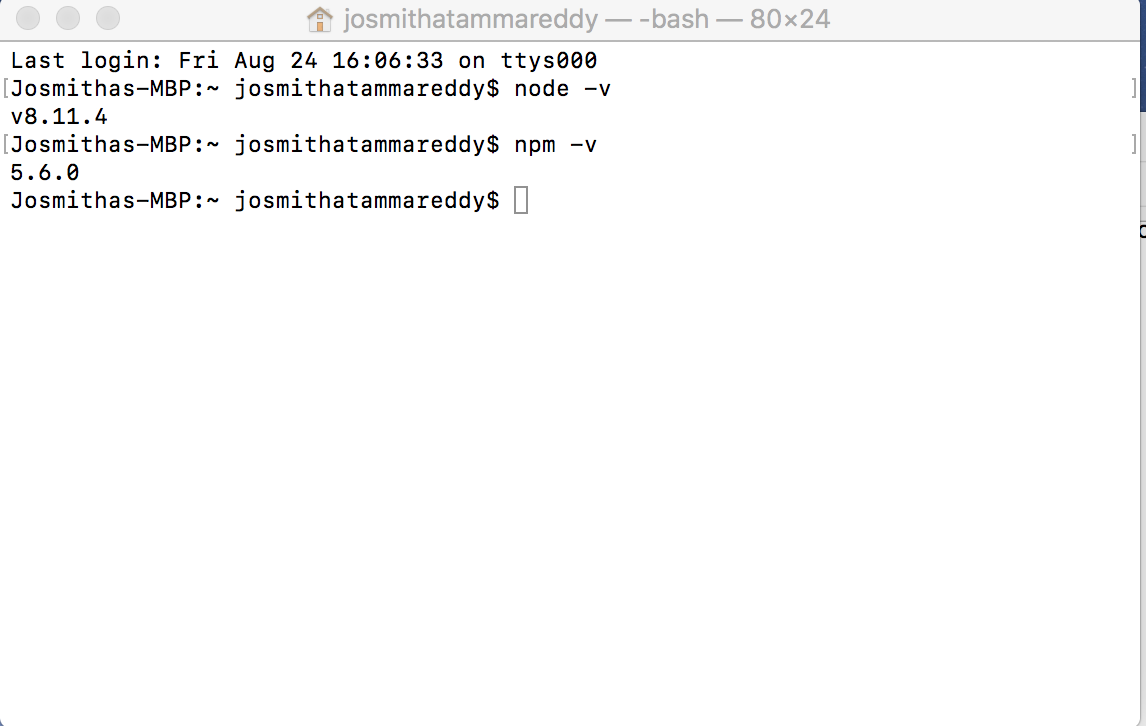 josmithatammareddy — -bash — 80×24
Last login: Fri Aug 24 16:06:33 on ttys000
[Josmithas-MBP:~ josmithatammareddy$ node -v ]
v8.11.4
[Josmithas-MBP:~ josmithatammareddy$ npm -v ]
5.6.0
Josmithas-MBP:~ josmithatammareddy$